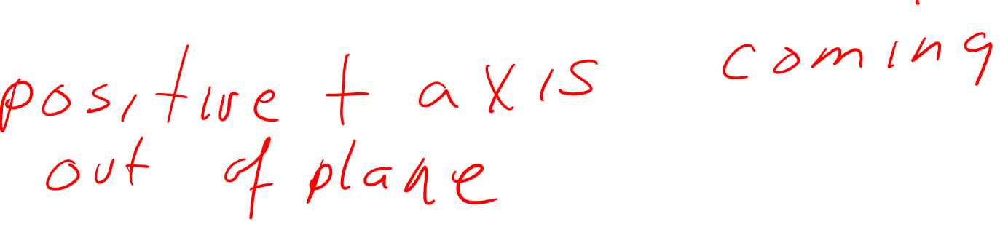 positive t axis coming
out of plane